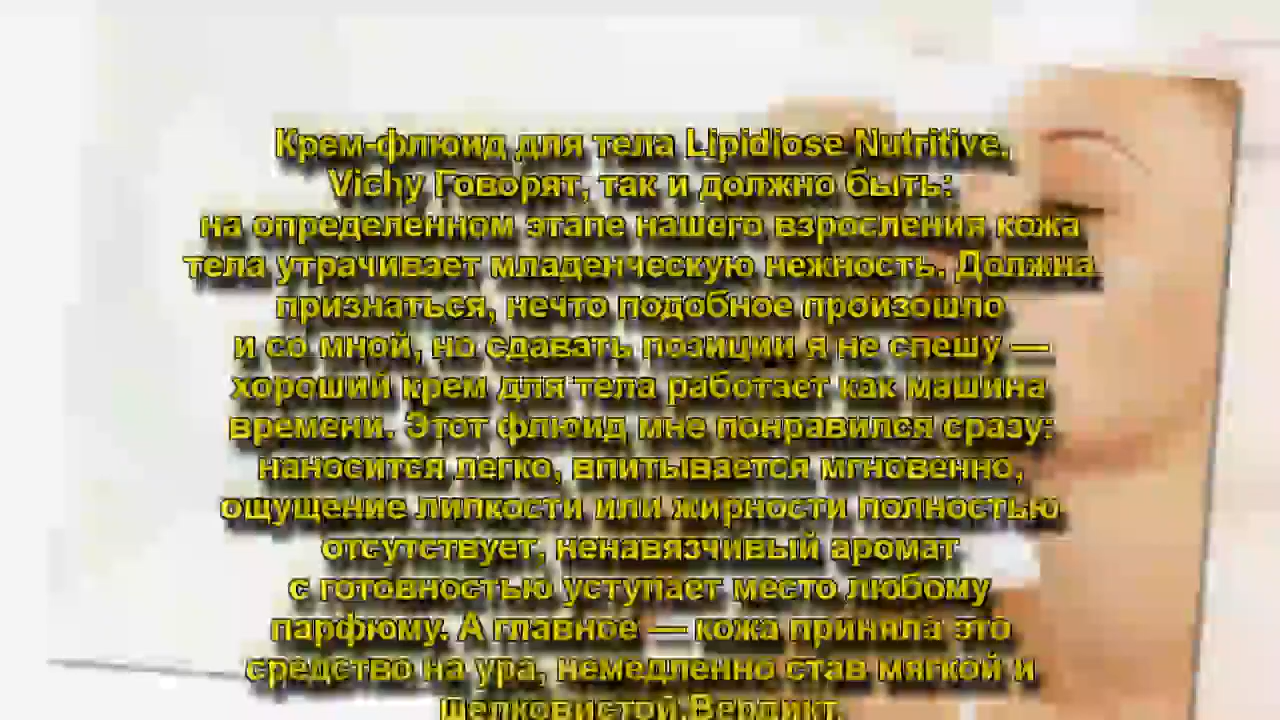 Крем-флюид для тела Lipidiose Nutritive,
Vichy Говорят, так и должно быть:
на определенном этапе нашего взросления кожа
тела утрачивает младенческую нежность. Должна
признаться, нечто подобное произошло
и со мной, но сдавать позиции я не спешу —
хороший крем для тела работает как машина
времени. Этот флюид мне понравился сразу:
наносится легко, впитывается мгновенно,
ощущение липкости или жирности полностью
отсутствует, ненавязчивый аромат
с готовностью уступает место любому
парфюму. А главное — кожа приняла это
средство на ура, немедленно став мягкой и
шелковистой.Вердикт